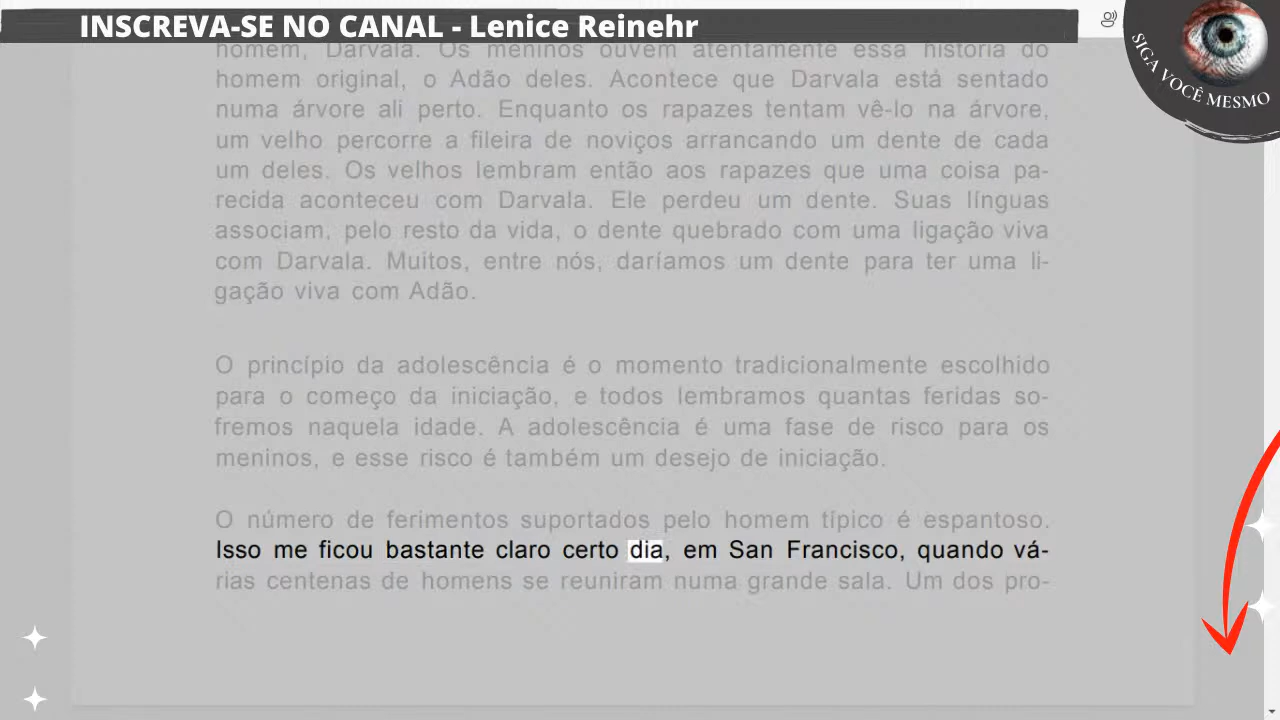 INSCREVA-SE NO CANAL - Lenice Reinehr
SIGA VOCÊ MESMO
homem, Darvala. Os meninos ouvem atentamente essa história do
homem original, o Adão deles. Acontece que Darvala está sentado
numa árvore ali perto. Enquanto os rapazes tentam vê-lo na árvore,
um velho percorre a fileira de noviços arrancando um dente de cada
um deles. Os velhos lembram então aos rapazes que uma coisa pa-
recida aconteceu com Darvala. Ele perdeu um dente. Suas línguas
associam, pelo resto da vida, o dente quebrado com uma ligação viva
com Darvala. Muitos, entre nós, daríamos um dente para ter uma li-
gação viva com Adão.
O princípio da adolescência é o momento tradicionalmente escolhido
para o começo da iniciação, e todos lembramos quantas feridas so-
fremos naquela idade. A adolescência é uma fase de risco para os
meninos, e esse risco é também um desejo de iniciação.
O número de ferimentos suportados pelo homem típico é espantoso.
Isso me ficou bastante claro certo dia, em San Francisco, quando vá-
rias centenas de homens se reuniram numa grande sala. Um dos pro-